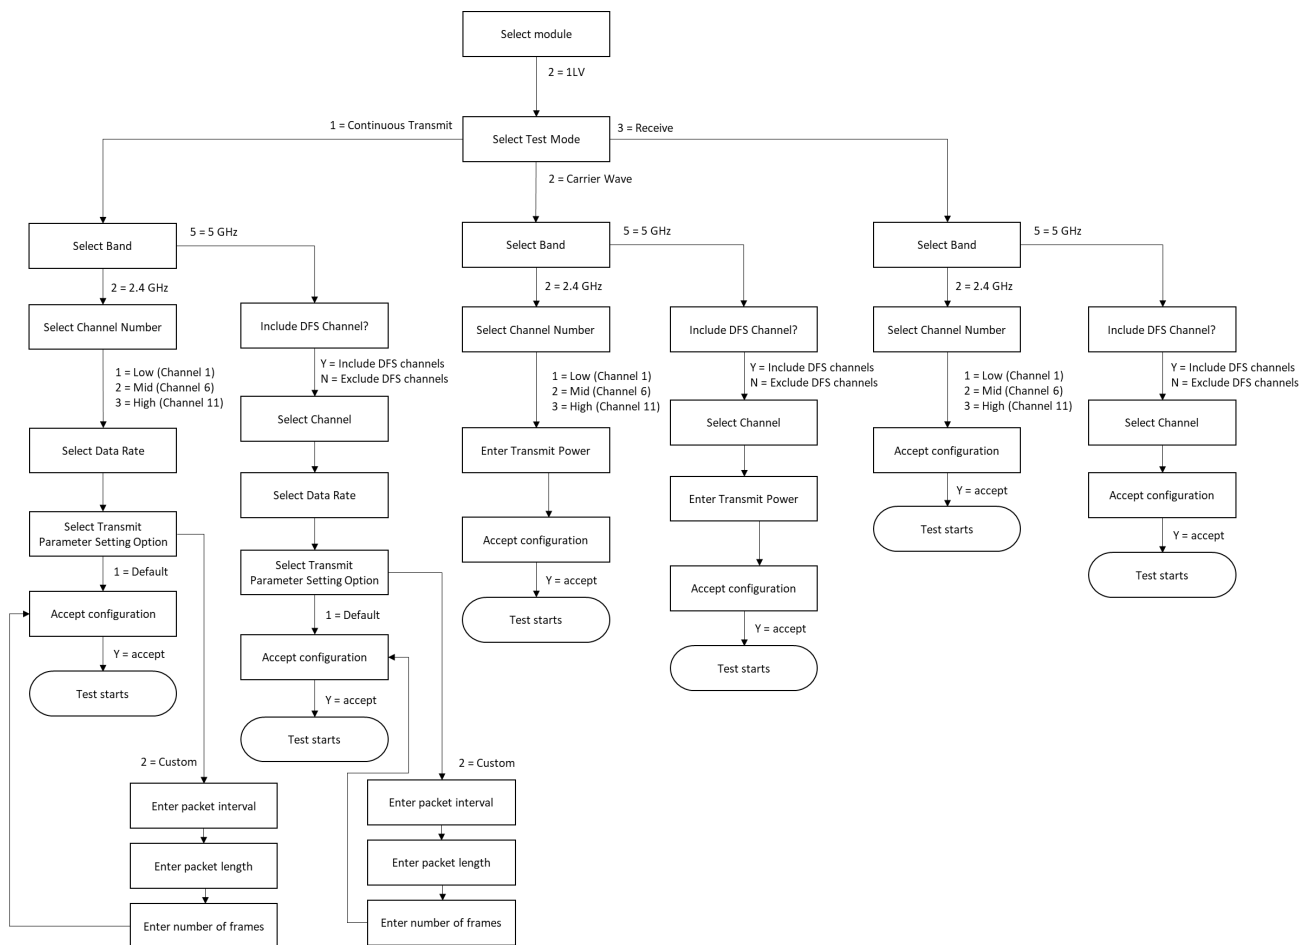 Select module
2 = 1LV
1 = Continuous Transmit
Select Test Mode
3 = Receive
2 = Carrier Wave
Select Band
5 = 5 GHz
2 = 2.4 GHz
Select Channel Number
1 = Low (Channel 1)
2 = Mid (Channel 6)
3 = High (Channel 11)
Select Data Rate
Select Transmit
Parameter Setting Option
1 = Default
Accept configuration
Y = accept
Test starts
2 = Custom
Enter packet interval
Enter packet length
Enter number of frames
Include DFS Channel?
Y = Include DFS channels
N = Exclude DFS channels
Select Channel
Select Data Rate
Select Transmit
Parameter Setting Option
1 = Default
Accept configuration
Y = accept
Test starts
2 = Custom
Enter packet interval
Enter packet length
Enter number of frames
Select Band
5 = 5 GHz
2 = 2.4 GHz
Select Channel Number
1 = Low (Channel 1)
2 = Mid (Channel 6)
3 = High (Channel 11)
Enter Transmit Power
Accept configuration
Y = accept
Test starts
Include DFS Channel?
Y = Include DFS channels
N = Exclude DFS channels
Select Channel
Enter Transmit Power
Accept configuration
Y = accept
Test starts
Select Band
5 = 5 GHz
2 = 2.4 GHz
Select Channel Number
1 = Low (Channel 1)
2 = Mid (Channel 6)
3 = High (Channel 11)
Accept configuration
Y = accept
Test starts
Include DFS Channel?
Y = Include DFS channels
N = Exclude DFS channels
Select Channel
Accept configuration
Y = accept
Test starts